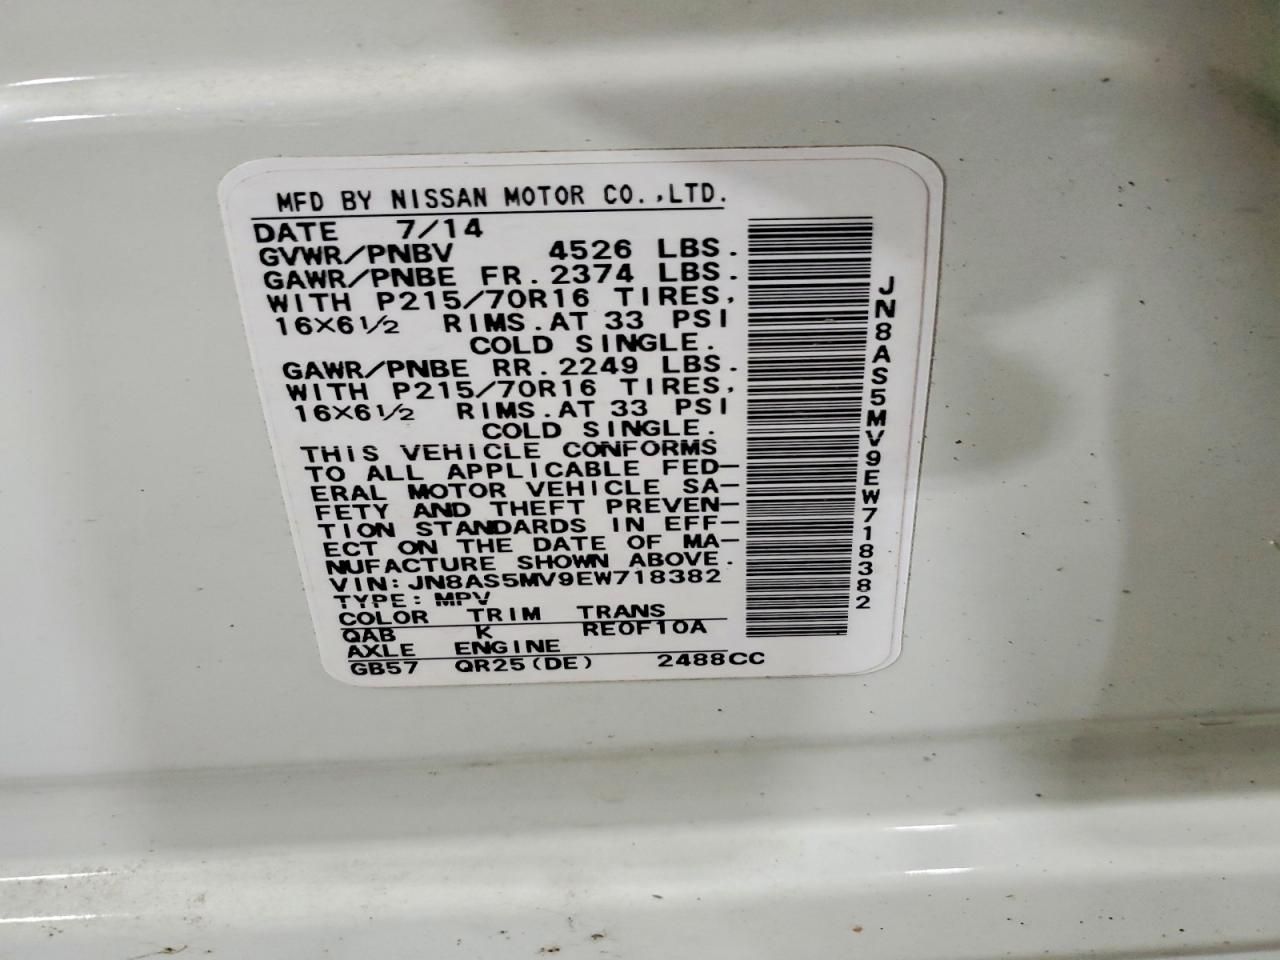 MFD BY NISSAN MOTOR CO.,LTD.
DATE 7/14
GVWR/PNBV 4526 LBS.
GAWR/PNBE FR. 2374 LBS.
WITH P215/70R16 TIRES,
16X6 1/2 RIMS. AT 33 PSI
COLD SINGLE.
GAWR/PNBE RR. 2249 LBS.
WITH P215/70R16 TIRES,
16X6 1/2 RIMS. AT 33 PSI
COLD SINGLE.
THIS VEHICLE CONFORMS
TO ALL APPLICABLE FED-
ERAL MOTOR VEHICLE SA-
FETY AND THEFT PREVEN-
TION STANDARDS IN EFF-
ECT ON THE DATE OF MA-
NUFACTURE SHOWN ABOVE.
VIN: JN8AS5MV9EW718382
TYPE: MPV
COLOR TRIM TRANS
QAB K RE0F10A
AXLE ENGINE
GB57 QR25(DE) 2488CC
JN8AS5MV9EW718382